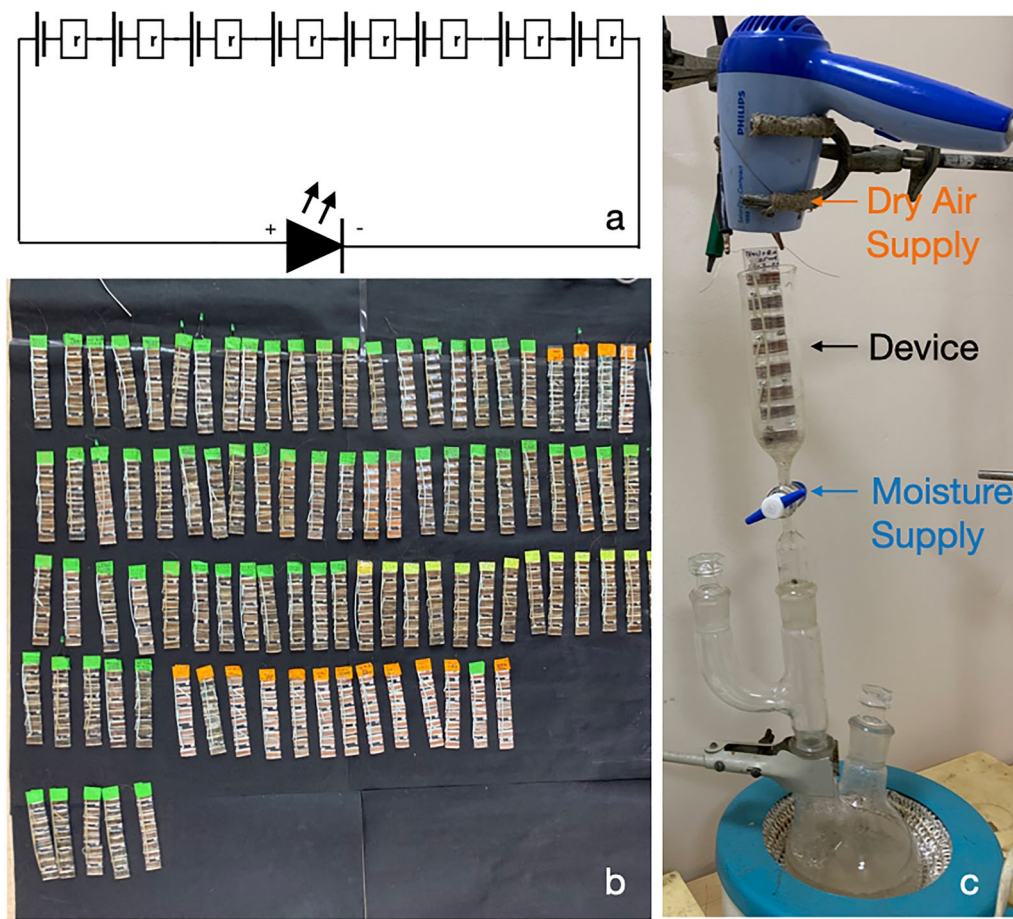 r r r r r r r r
+ -
a
b
PHILIPS
Dry Air
Supply
Device
Moisture
Supply
c